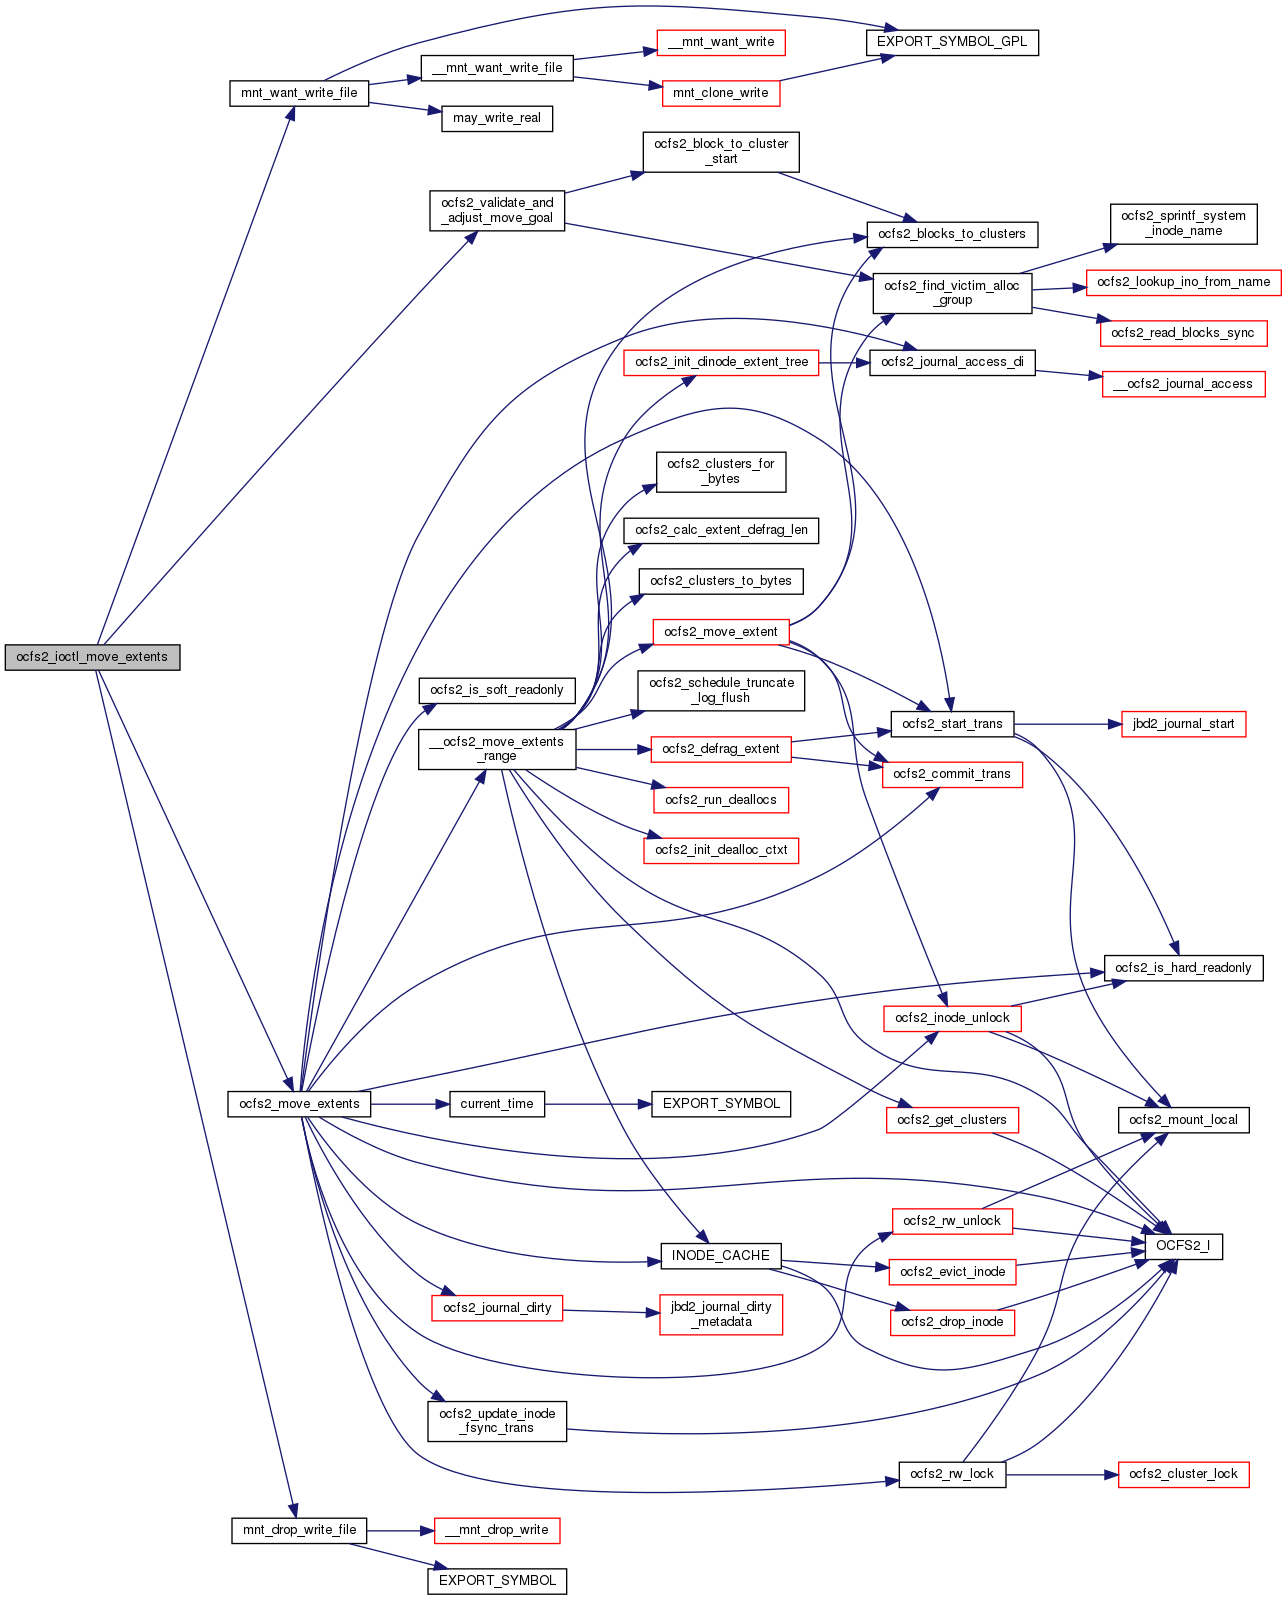 EXPORT_SYMBOL_GPL
__mnt_want_write
__mnt_want_write_file
mnt_want_write_file
mnt_clone_write
may_write_real
ocfs2_block_to_cluster
_start
ocfs2_validate_and
_adjust_move_goal
ocfs2_blocks_to_clusters
ocfs2_sprintf_system
_inode_name
ocfs2_find_victim_alloc
_group
ocfs2_lookup_ino_from_name
ocfs2_read_blocks_sync
ocfs2_init_dinode_extent_tree
ocfs2_journal_access_di
__ocfs2_journal_access
ocfs2_clusters_for
_bytes
ocfs2_calc_extent_defrag_len
ocfs2_clusters_to_bytes
ocfs2_move_extent
ocfs2_ioctl_move_extents
ocfs2_is_soft_readonly
ocfs2_schedule_truncate
_log_flush
ocfs2_start_trans
jbd2_journal_start
__ocfs2_move_extents
_range
ocfs2_defrag_extent
ocfs2_commit_trans
ocfs2_run_deallocs
ocfs2_init_dealloc_ctxt
ocfs2_is_hard_readonly
ocfs2_inode_unlock
ocfs2_move_extents
current_time
EXPORT_SYMBOL
ocfs2_get_clusters
ocfs2_mount_local
ocfs2_rw_unlock
OCFS2_I
INODE_CACHE
ocfs2_evict_inode
ocfs2_journal_dirty
jbd2_journal_dirty
_metadata
ocfs2_drop_inode
ocfs2_update_inode
_fsync_trans
ocfs2_rw_lock
ocfs2_cluster_lock
mnt_drop_write_file
__mnt_drop_write
EXPORT_SYMBOL